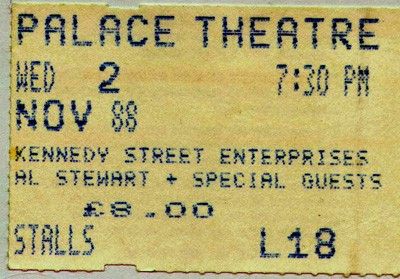 PALACE THEATRE
WED 2 7:30 PM
NOV 88
KENNEDY STREET ENTERPRISES
AL STEWART + SPECIAL GUESTS
£8.00
STALLS L18